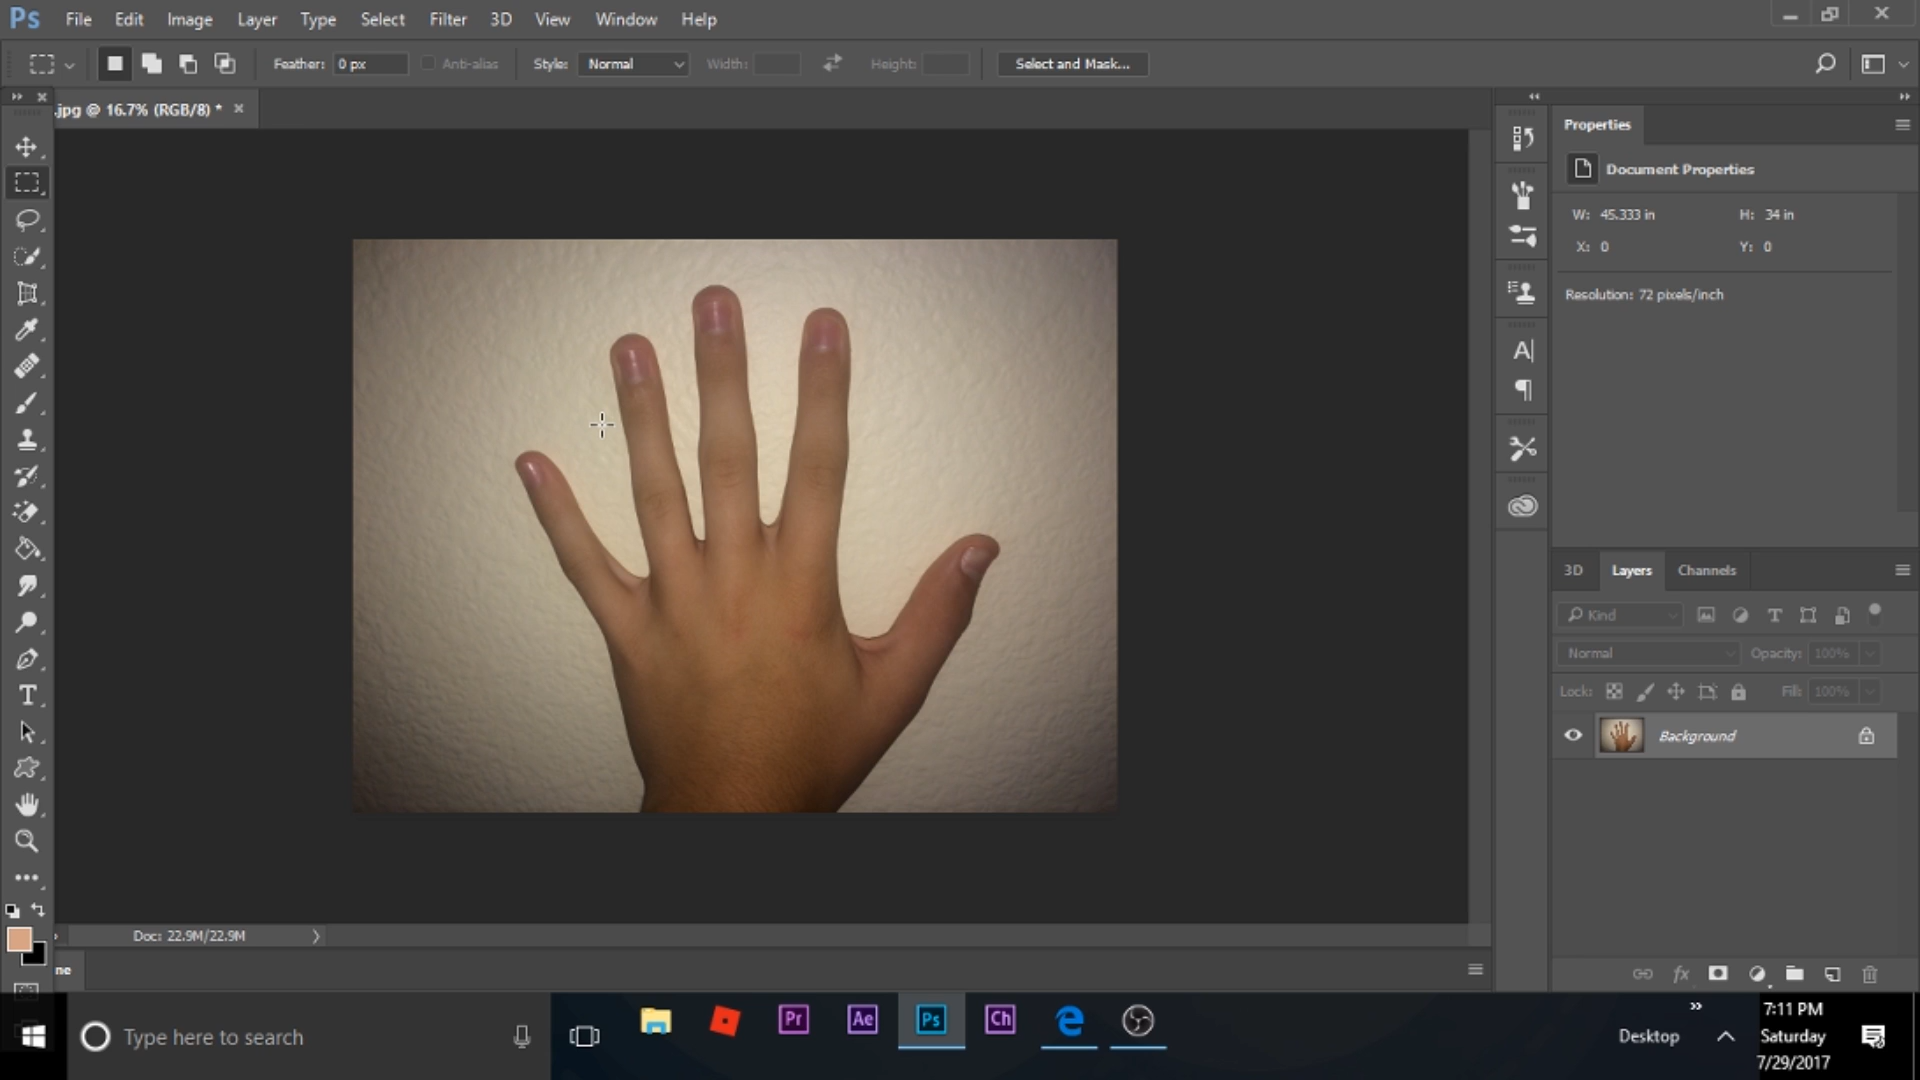 Ps File Edit Image Layer Type Select Filter 3D View Window Help
Feather: 0 px Anti-alias Style: Normal Width: Height: Select and Mask...
.jpg @ 16.7% (RGB/8) *
Properties
Document Properties
W: 45.333 in H: 34 in
X: 0 Y: 0
Resolution: 72 pixels/inch
3D Layers Channels
Kind
Normal Opacity: 100%
Lock: Fill: 100%
Background
Doc: 22.9M/22.9M
ne
Type here to search
Pr Ae Ps Ch
Desktop
7:11 PM
Saturday
7/29/2017